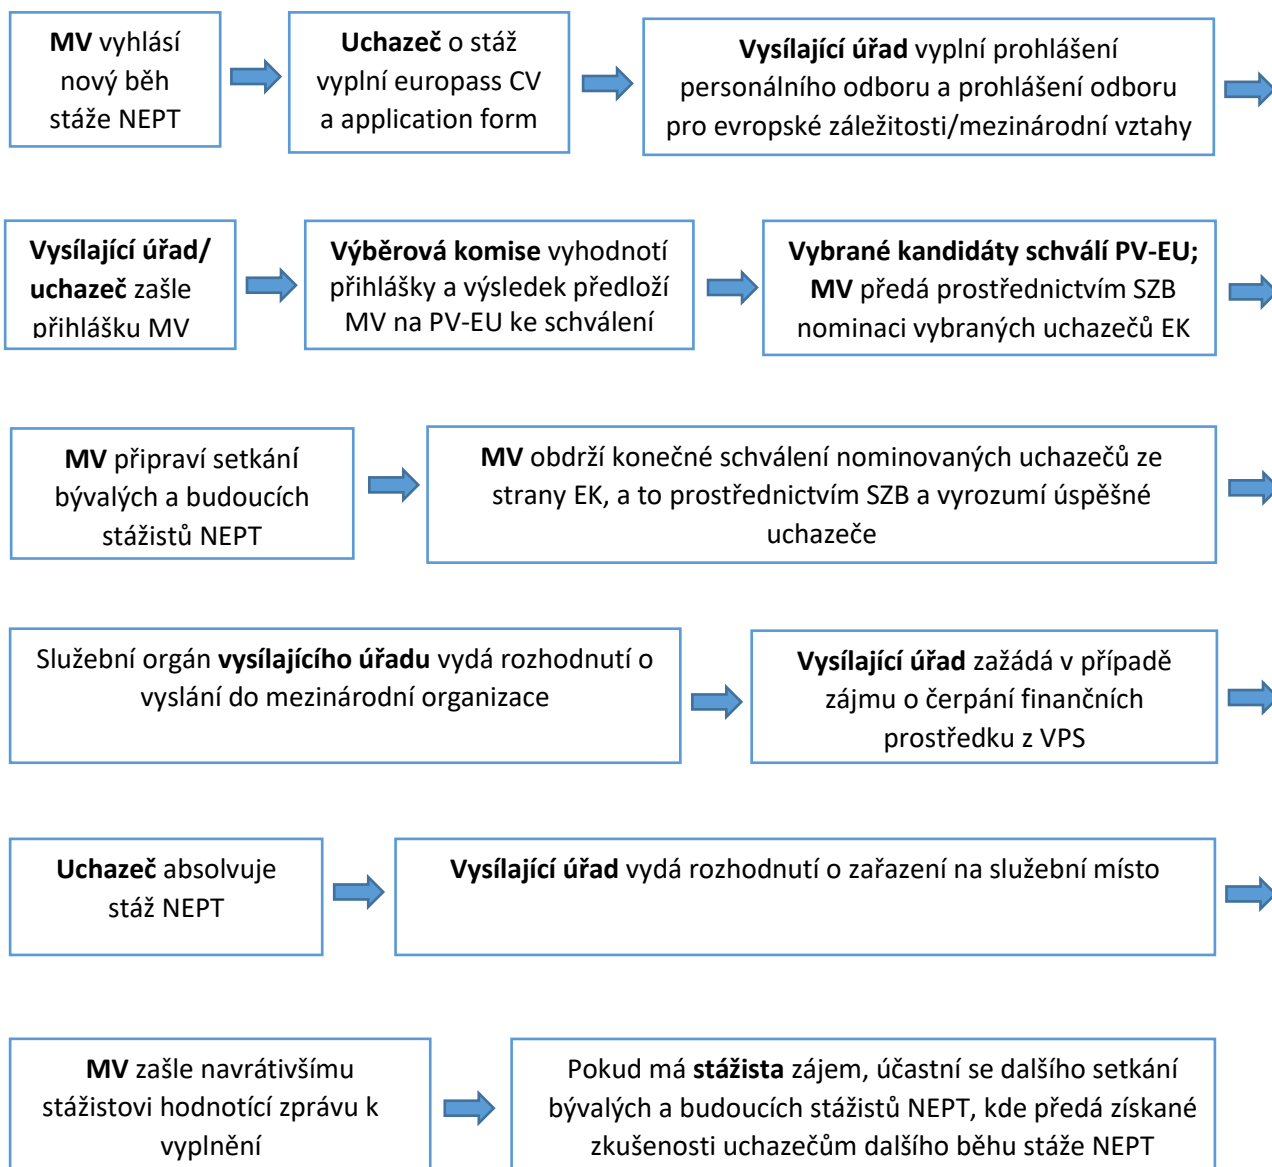 MV vyhlásí
nový běh
stáže NEPT
Uchazeč o stáž
vyplní europass CV
a application form
Vysílající úřad vyplní prohlášení
personálního odboru a prohlášení odboru
pro evropské záležitosti/mezinárodní vztahy
Vysílající úřad/
uchazeč zašle
přihlášku MV
Výběrová komise vyhodnotí
přihlášky a výsledek předloží
MV na PV-EU ke schválení
Vybrané kandidáty schválí PV-EU;
MV předá prostřednictvím SZB
nominaci vybraných uchazečů EK
MV připraví setkání
bývalých a budoucích
stážistů NEPT
MV obdrží konečné schválení nominovaných uchazečů ze
strany EK, a to prostřednictvím SZB a vyrozumí úspěšné
uchazeče
Služební orgán vysílajícího úřadu vydá rozhodnutí o
vyslání do mezinárodní organizace
Vysílající úřad zažádá v případě
zájmu o čerpání finančních
prostředku z VPS
Uchazeč absolvuje
stáž NEPT
Vysílající úřad vydá rozhodnutí o zařazení na služební místo
MV zašle navrátivšímu
stážistovi hodnotící zprávu k
vyplnění
Pokud má stážista zájem, účastní se dalšího setkání
bývalých a budoucích stážistů NEPT, kde předá získané
zkušenosti uchazečům dalšího běhu stáže NEPT